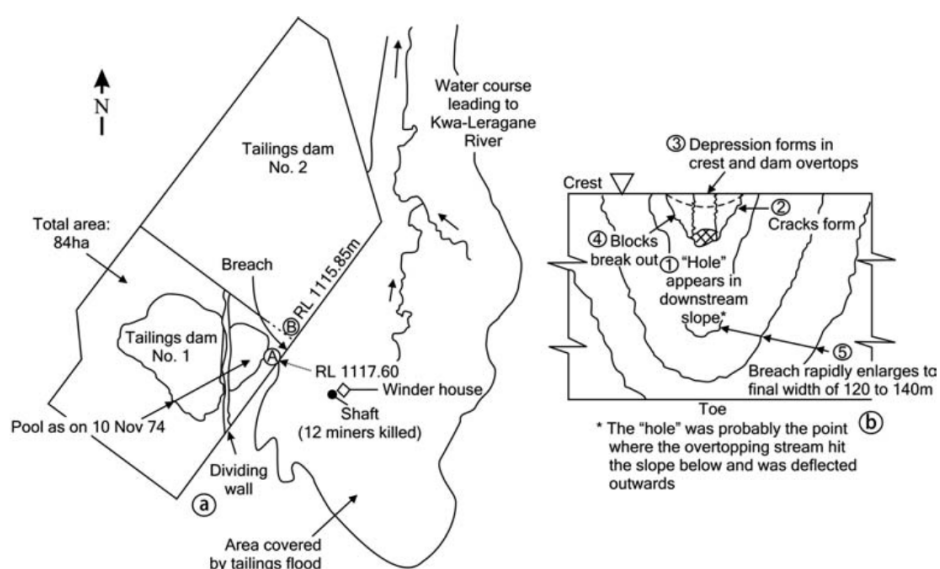 N
Tailings dam
No. 2
Water course
leading to
Kwa-Leragane
River
Total area:
84ha
Breach
RL 1115.85m
B
A
Tailings dam
No. 1
RL 1117.60
Winder house
Shaft
(12 miners killed)
Pool as on 10 Nov 74
Dividing
wall
a
Area covered
by tailings flood
3 Depression forms in
crest and dam overtops
Crest
2
Cracks form
4 Blocks
break out
1 "Hole"
appears in
downstream
slope*
5
Breach rapidly enlarges to
final width of 120 to 140m
Toe
b
* The "hole" was probably the point
where the overtopping stream hit
the slope below and was deflected
outwards